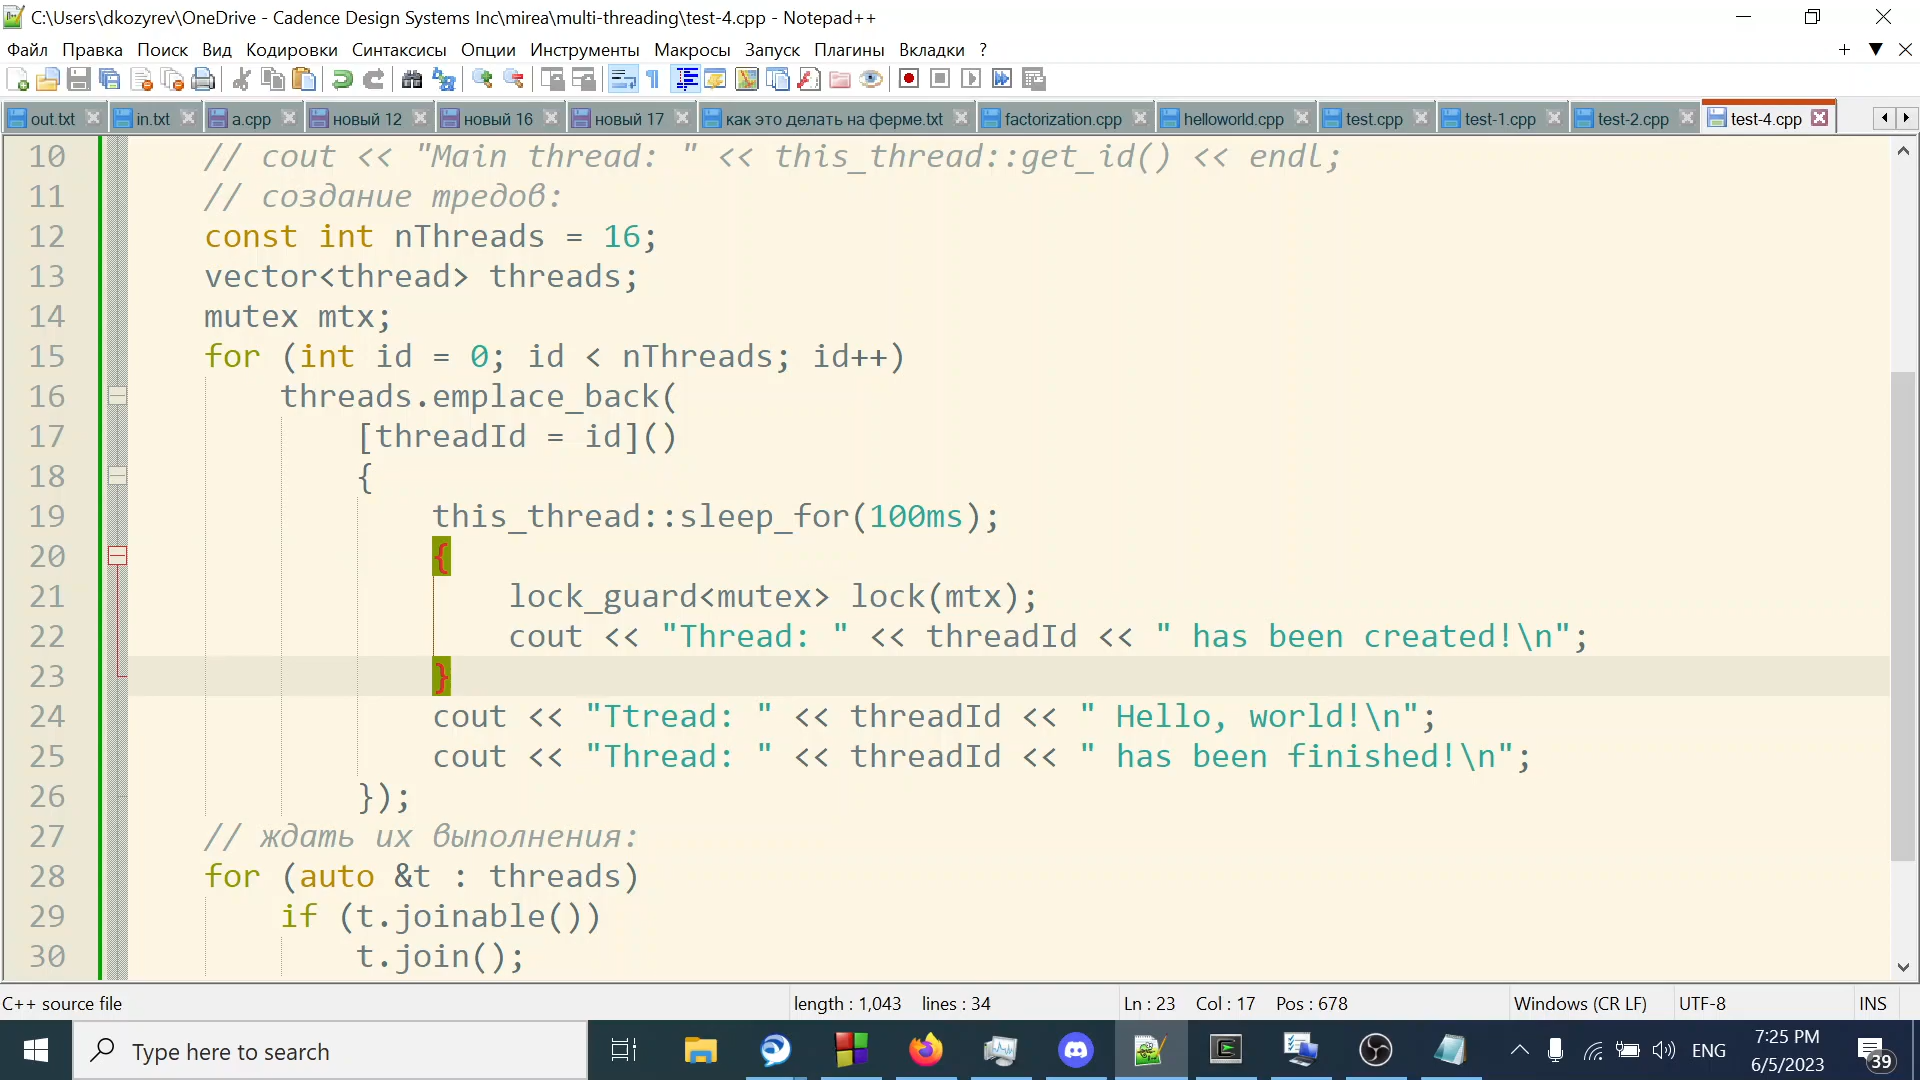 C:\Users\dkozyrev\OneDrive - Cadence Design Systems Inc\mirea\multi-threading\test-4.cpp - Notepad++
Файл Правка Поиск Вид Кодировки Синтаксисы Опции Инструменты Макросы Запуск Плагины Вкладки ?
out.txt in.txt a.cpp новый 12 новый 16 новый 17 как это делать на ферме.txt factorization.cpp helloworld.cpp test.cpp test-1.cpp test-2.cpp test-4.cpp
10 // cout << "Main thread: " << this_thread::get_id() << endl;
11 // создание тредов:
12 const int nThreads = 16;
13 vector<thread> threads;
14 mutex mtx;
15 for (int id = 0; id < nThreads; id++)
16 threads.emplace_back(
17 [threadId = id]()
18 {
19 this_thread::sleep_for(100ms);
20 {
21 lock_guard<mutex> lock(mtx);
22 cout << "Thread: " << threadId << " has been created!\n";
23 }
24 cout << "Ttread: " << threadId << " Hello, world!\n";
25 cout << "Thread: " << threadId << " has been finished!\n";
26 });
27 // ждать их выполнения:
28 for (auto &t : threads)
29 if (t.joinable())
30 t.join();
C++ source file length : 1,043 lines : 34 Ln : 23 Col : 17 Pos : 678 Windows (CR LF) UTF-8 INS
Type here to search ENG 7:25 PM
6/5/2023 39